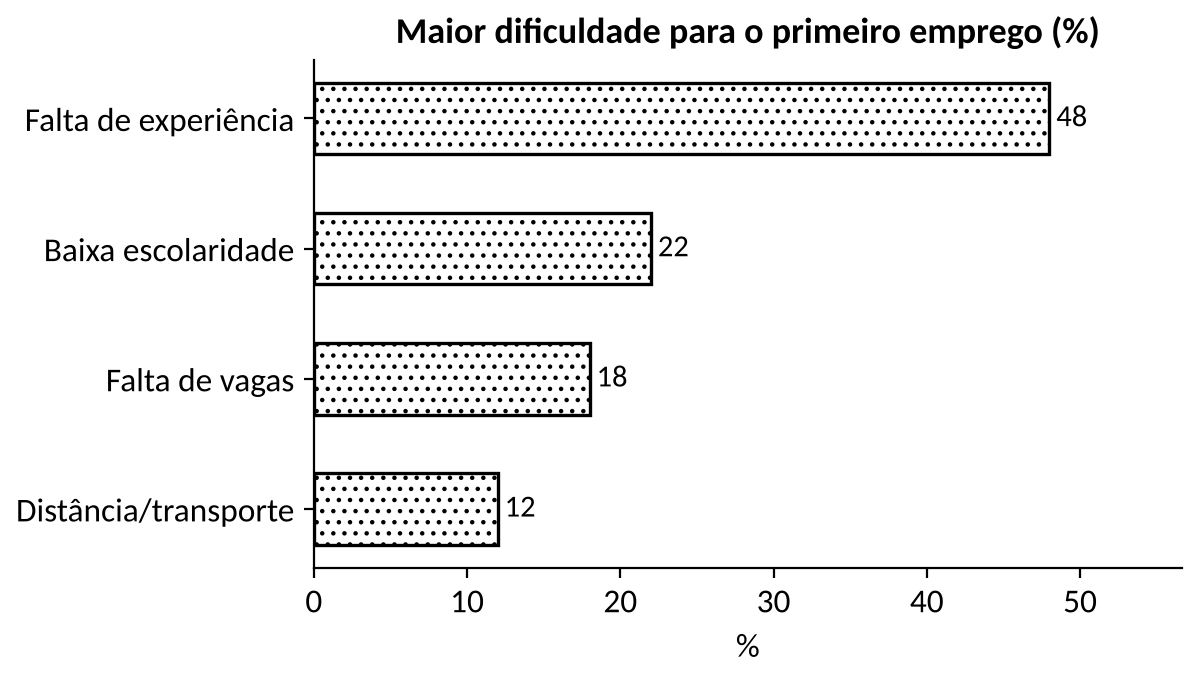 Maior dificuldade para o primeiro emprego (%)
Falta de experiência 48
Baixa escolaridade 22
Falta de vagas 18
Distância/transporte 12
0 10 20 30 40 50
%